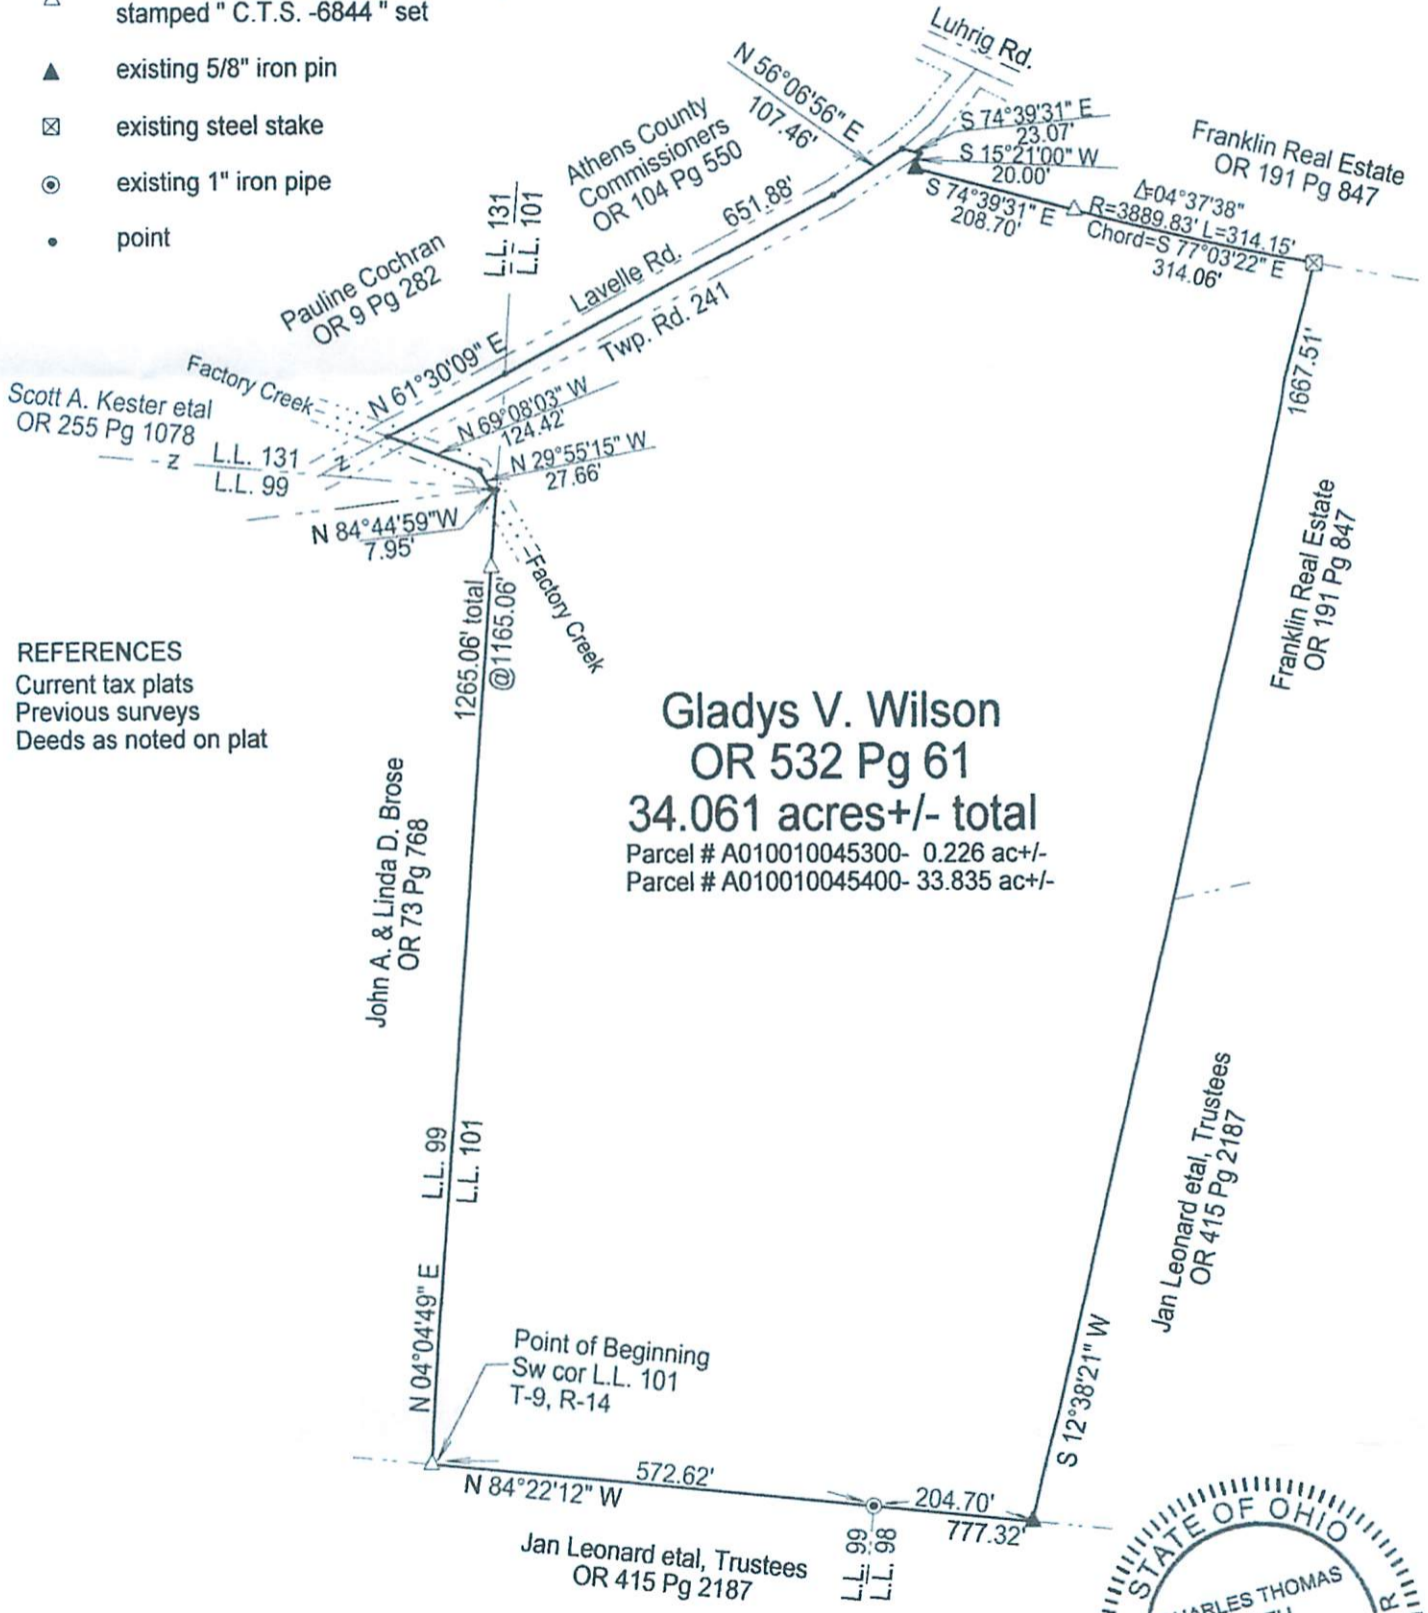 stamped " C.T.S. -6844 " set
existing 5/8" iron pin
existing steel stake
existing 1" iron pipe
point
Luhrig Rd.
N 56°06'56" E
107.46'
S 74°39'31" E
23.07'
S 15°21'00" W
20.00'
S 74°39'31" E
208.70'
Franklin Real Estate
OR 191 Pg 847
Δ=04°37'38"
R=3889.83' L=314.15'
Chord=S 77°03'22" E
314.06'
Athens County
Commissioners
OR 104 Pg 550
L.L. 131
L.L. 101
651.88'
Lavelle Rd.
Twp. Rd. 241
Pauline Cochran
OR 9 Pg 282
N 61°30'09" E
Factory Creek
Scott A. Kester etal
OR 255 Pg 1078
Z
L.L. 131
L.L. 99
Z
N 69°08'03" W
124.42'
N 29°55'15" W
27.66'
N 84°44'59"W
7.95'
Factory Creek
1265.06' total
@1165.06'
1667.51'
Franklin Real Estate
OR 191 Pg 847
REFERENCES
Current tax plats
Previous surveys
Deeds as noted on plat
Gladys V. Wilson
OR 532 Pg 61
34.061 acres+/- total
Parcel # A010010045300- 0.226 ac+/-
Parcel # A010010045400- 33.835 ac+/-
John A. & Linda D. Brose
OR 73 Pg 768
L.L. 99
L.L. 101
N 04°04'49" E
Jan Leonard etal, Trustees
OR 415 Pg 2187
S 12°38'21" W
Point of Beginning
Sw cor L.L. 101
T-9, R-14
572.62'
N 84°22'12" W
204.70'
777.32'
Jan Leonard etal, Trustees
OR 415 Pg 2187
L.L. 99
L.L. 98
STATE OF OHIO
THOMAS